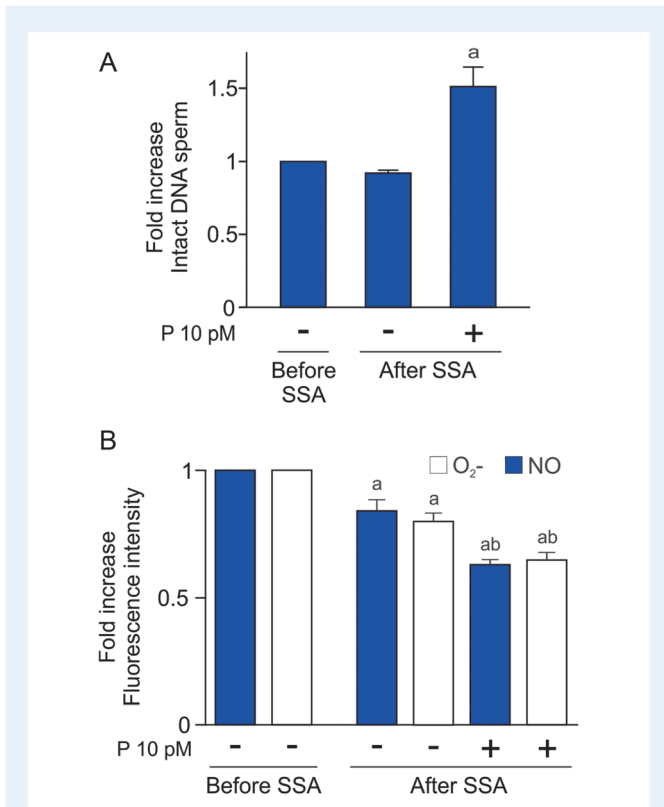 A
Fold increase
Intact DNA sperm
a
1.5
1
0.5
0
P 10 pM - - +
Before
SSA
After SSA
B
O₂- NO
Fold increase
Fluorescence intensity
1
0.5
0
a a ab ab
P 10 pM - - - - + +
Before SSA After SSA